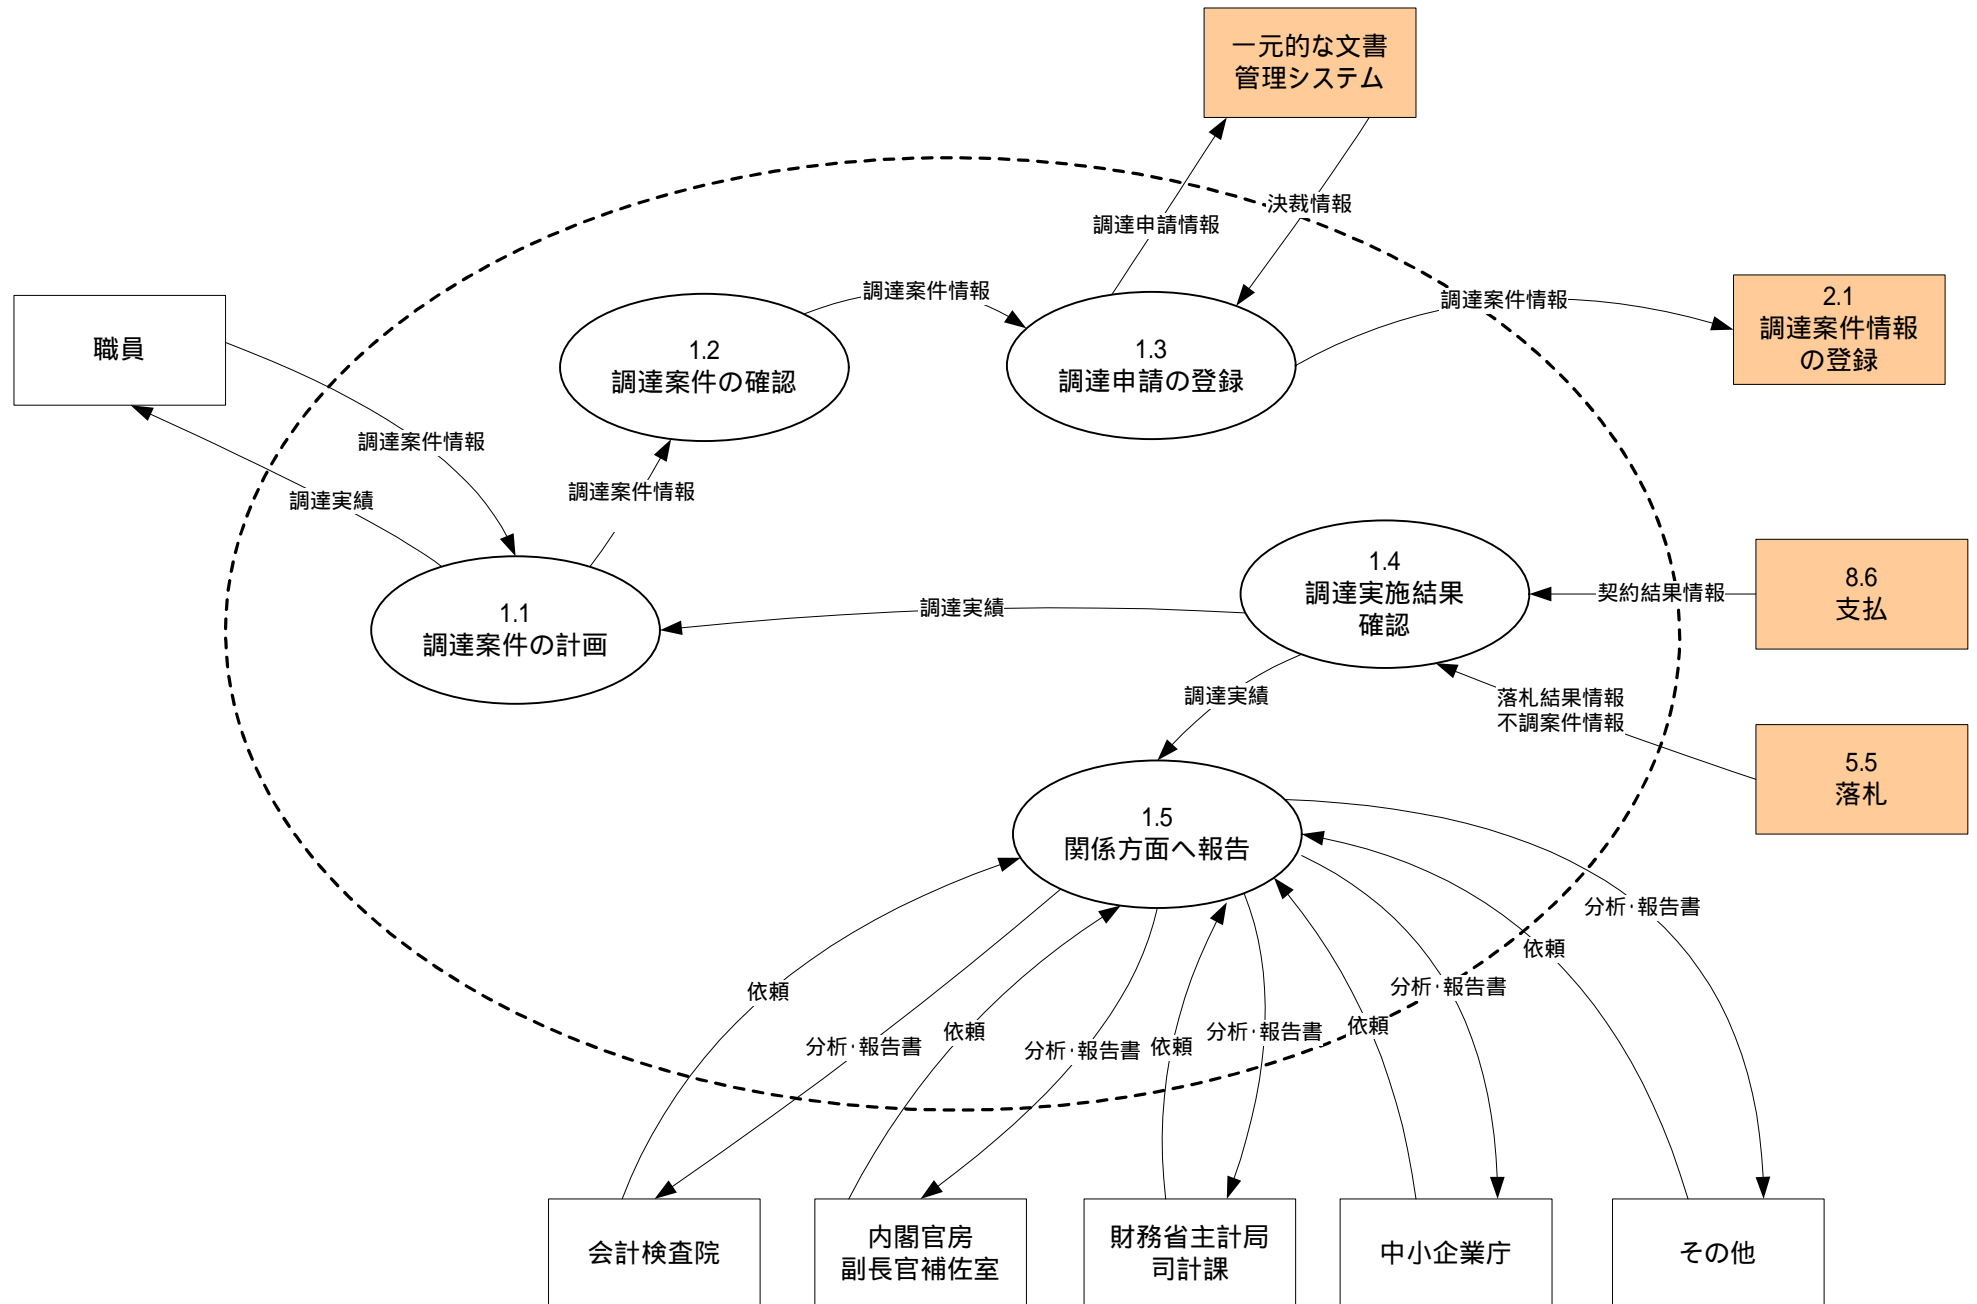 一元的な文書
管理システム
決裁情報
調達申請情報
調達案件情報
調達案件情報
2.1
調達案件情報
の登録
職員
1.2
調達案件の確認
1.3
調達申請の登録
調達案件情報
調達実績
調達案件情報
1.4
調達実施結果
確認
契約結果情報
8.6
支払
1.1
調達案件の計画
調達実績
調達実績
落札結果情報
不調案件情報
5.5
落札
1.5
関係方面へ報告
分析・報告書
依頼
分析・報告書
依頼
分析・報告書
依頼
分析・報告書
依頼
分析・報告書
依頼
会計検査院
内閣官房
副長官補佐室
財務省主計局
司計課
中小企業庁
その他